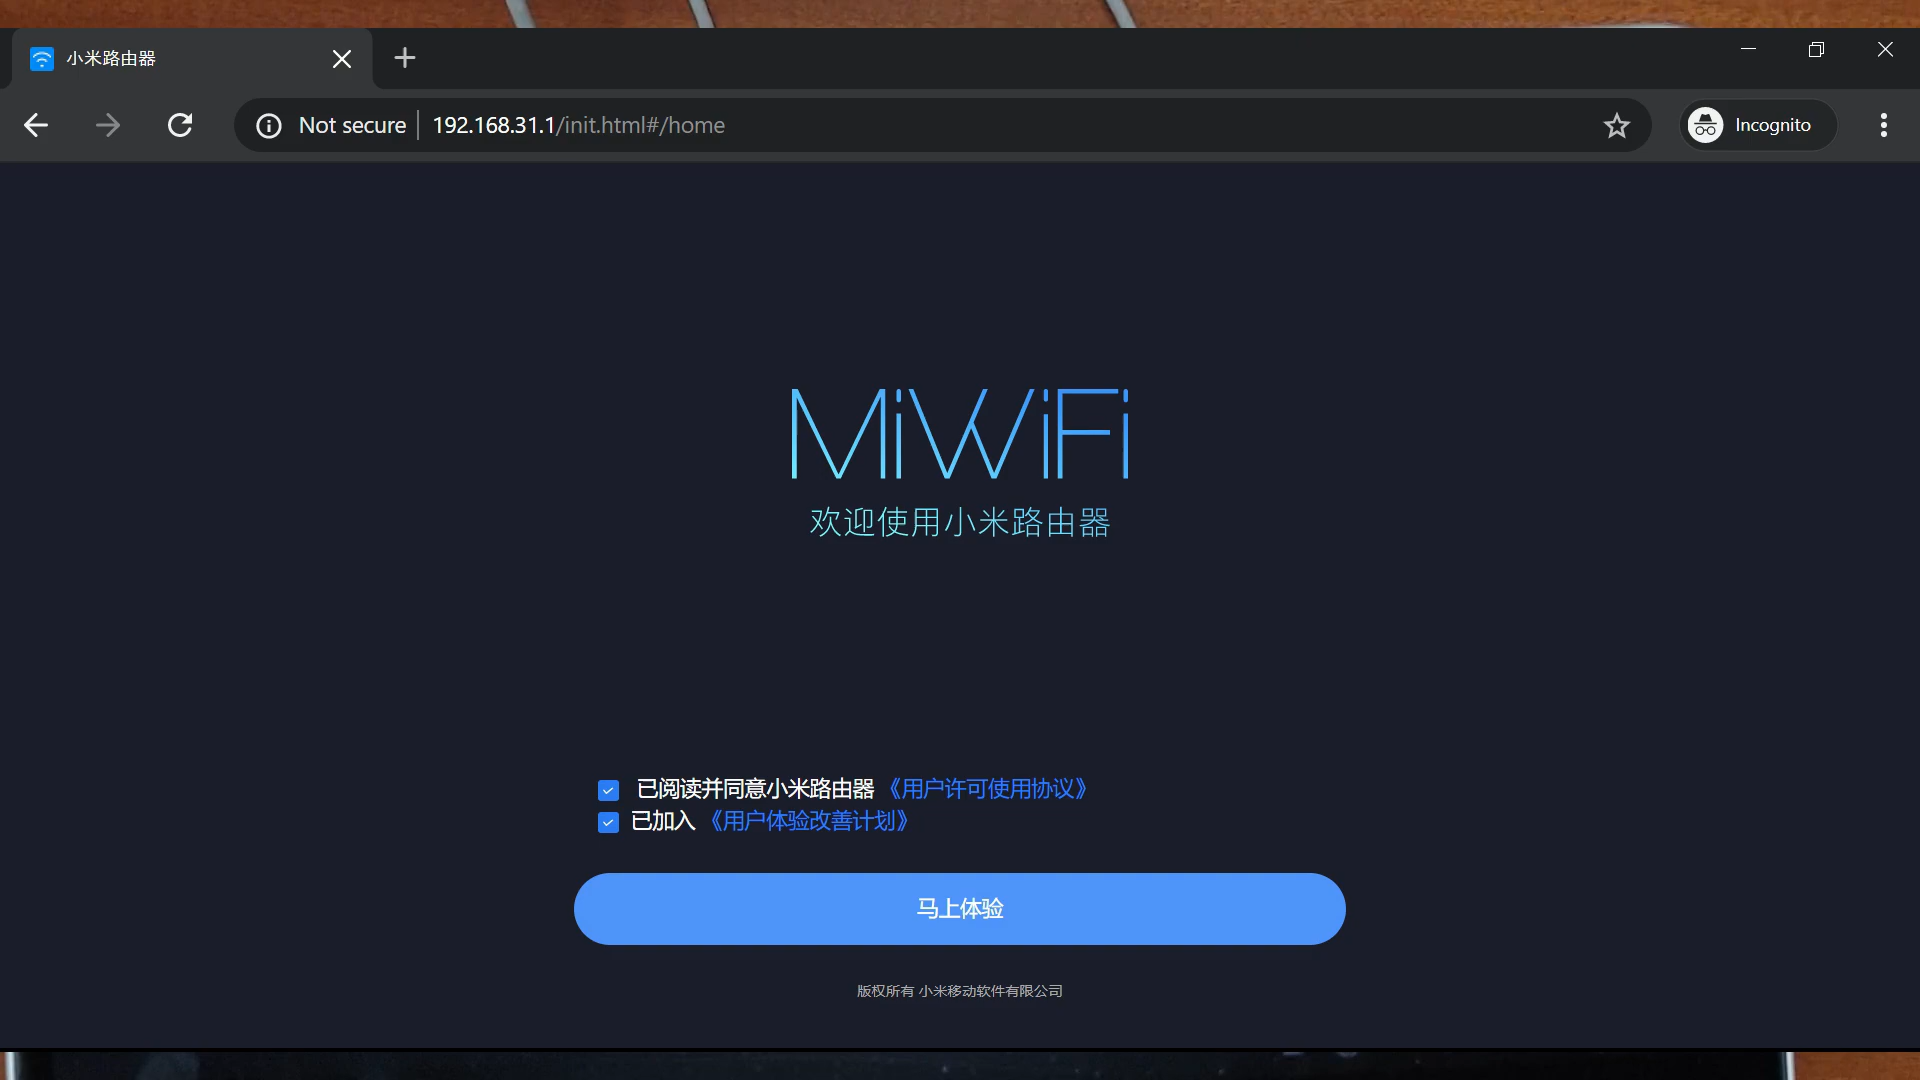 小米路由器
Not secure 192.168.31.1/init.html#/home
Incognito
MiWiFi
欢迎使用小米路由器
已阅读并同意小米路由器《用户许可使用协议》
已加入《用户体验改善计划》
马上体验
版权所有 小米移动软件有限公司